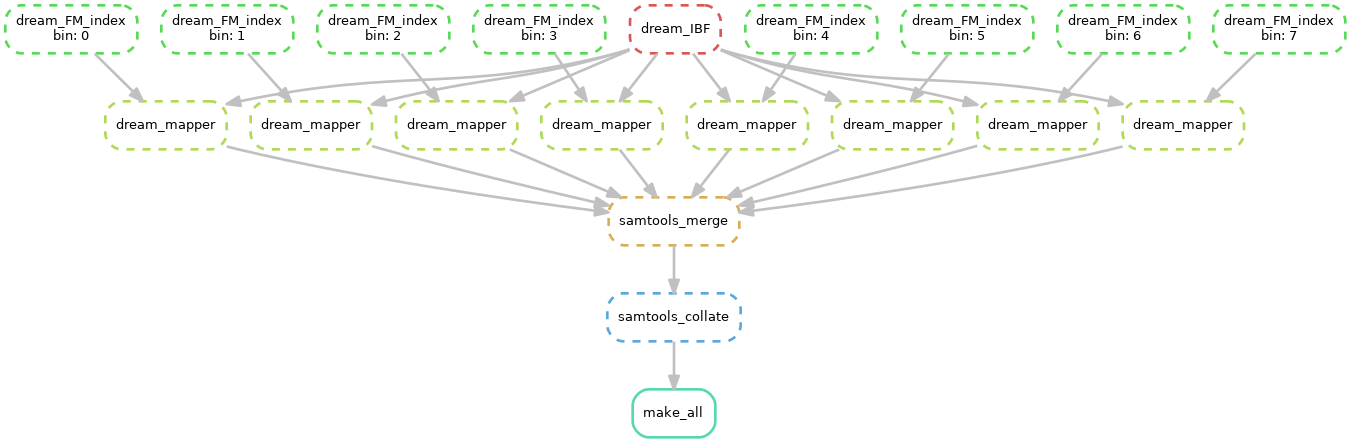 dream_FM_index
bin: 0
dream_FM_index
bin: 1
dream_FM_index
bin: 2
dream_FM_index
bin: 3
dream_IBF
dream_FM_index
bin: 4
dream_FM_index
bin: 5
dream_FM_index
bin: 6
dream_FM_index
bin: 7
dream_mapper
dream_mapper
dream_mapper
dream_mapper
dream_mapper
dream_mapper
dream_mapper
dream_mapper
samtools_merge
samtools_collate
make_all